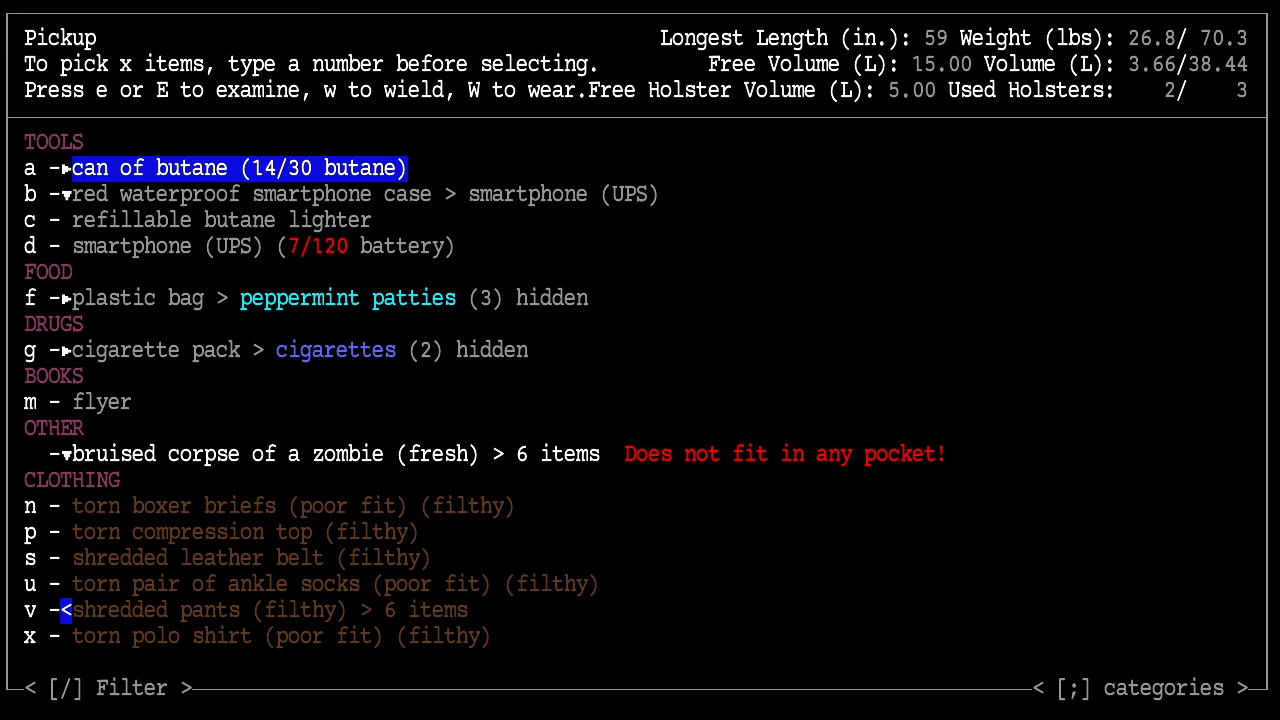 Pickup Longest Length (in.): 59 Weight (lbs): 26.8/ 70.3
To pick x items, type a number before selecting. Free Volume (L): 15.00 Volume (L): 3.66/38.44
Press e or E to examine, w to wield, W to wear.Free Holster Volume (L): 5.00 Used Holsters: 2/ 3
TOOLS
a -▸can of butane (14/30 butane)
b -▾red waterproof smartphone case > smartphone (UPS)
c - refillable butane lighter
d - smartphone (UPS) (7/120 battery)
FOOD
f -▸plastic bag > peppermint patties (3) hidden
DRUGS
g -▸cigarette pack > cigarettes (2) hidden
BOOKS
m - flyer
OTHER
-▾bruised corpse of a zombie (fresh) > 6 items Does not fit in any pocket!
CLOTHING
n - torn boxer briefs (poor fit) (filthy)
p - torn compression top (filthy)
s - shredded leather belt (filthy)
u - torn pair of ankle socks (poor fit) (filthy)
v -<shredded pants (filthy) > 6 items
x - torn polo shirt (poor fit) (filthy)
< [/] Filter > < [;] categories >